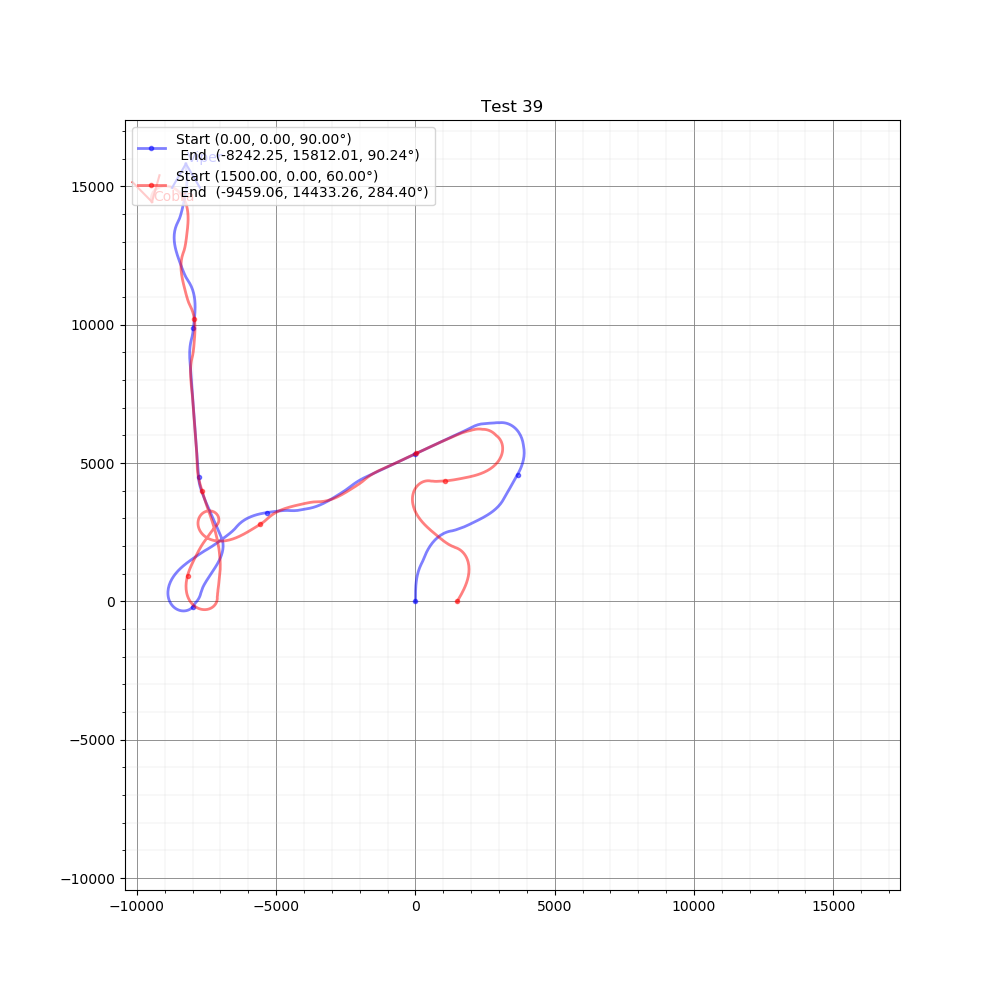 Test 39
Start (0.00, 0.00, 90.00°)
End (-8242.25, 15812.01, 90.24°)
Start (1500.00, 0.00, 60.00°)
End (-9459.06, 14433.26, 284.40°)
15000
10000
5000
0
−5000
−10000
−10000 −5000 0 5000 10000 15000